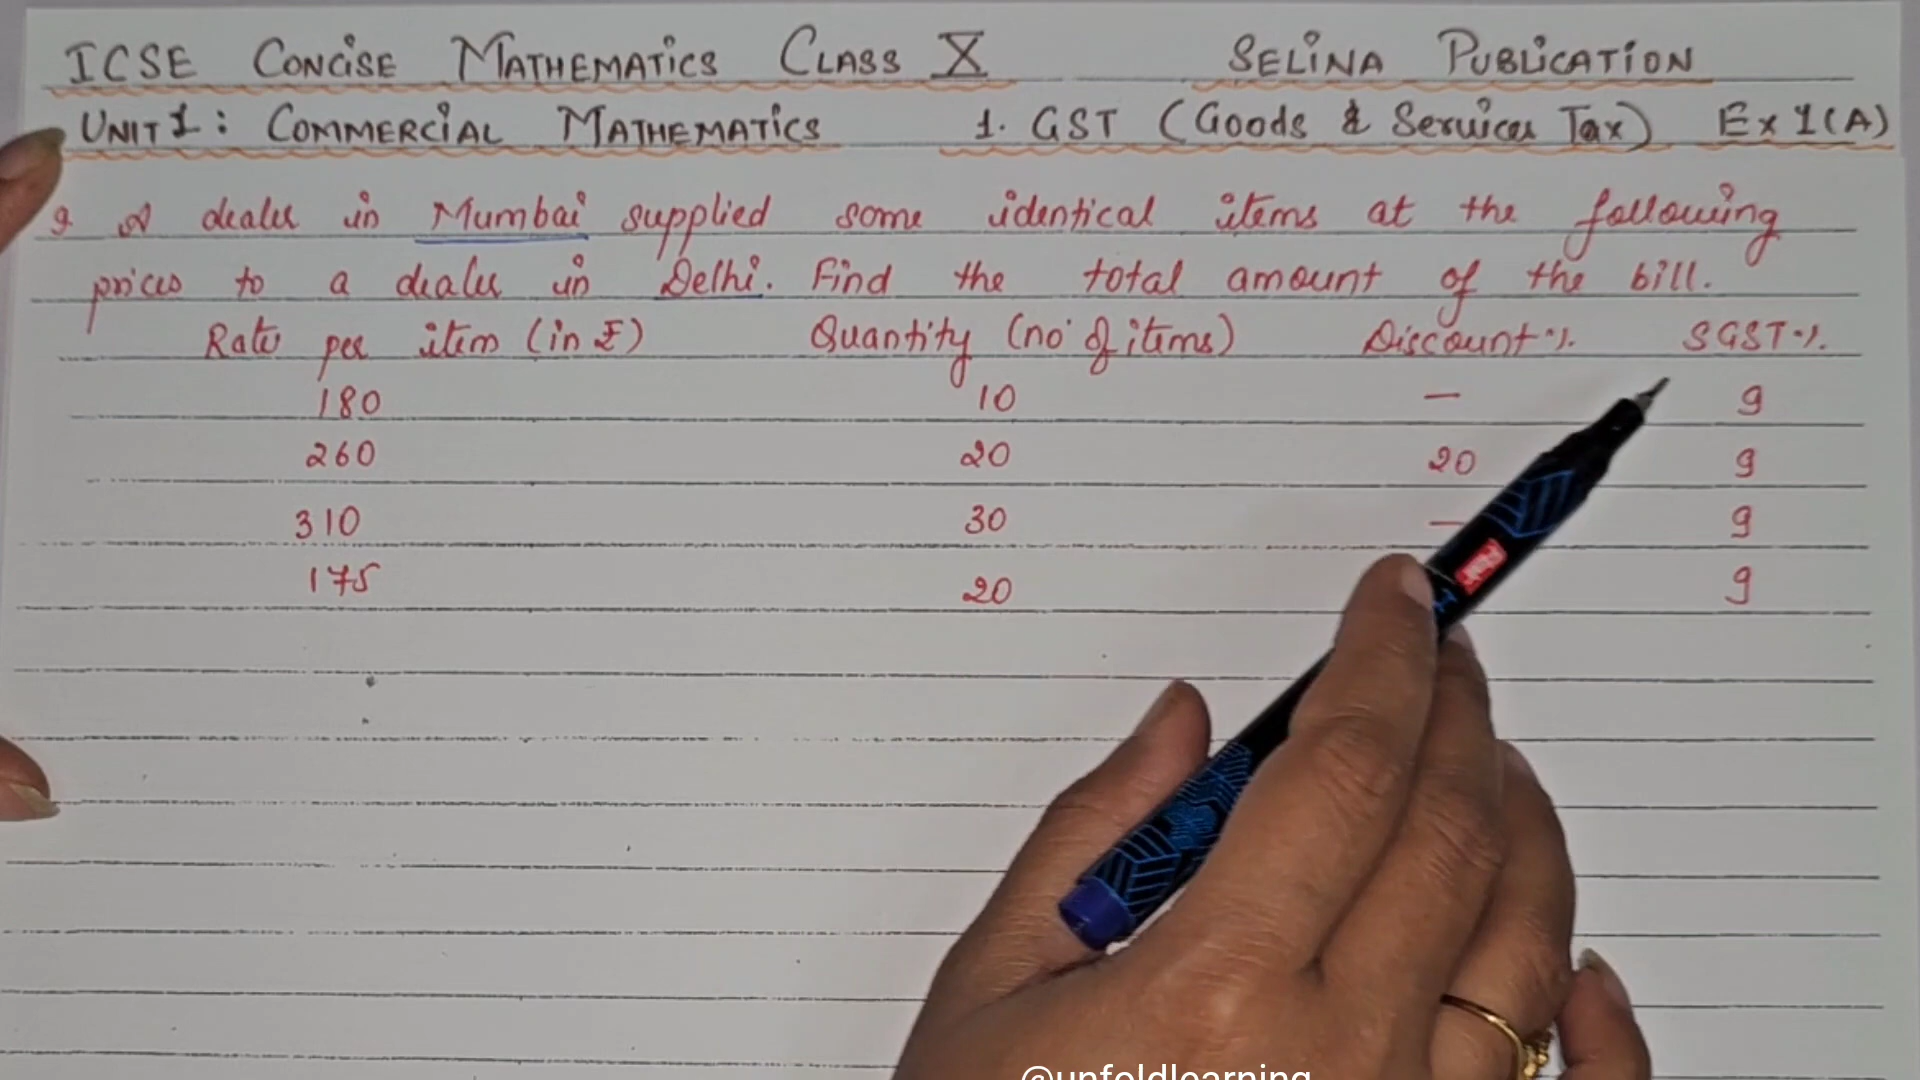 ICSE CONCISE MATHEMATICS CLASS X SELINA PUBLICATION
UNIT 1 : COMMERCIAL MATHEMATICS 1. GST (Goods & Services Tax) Ex 1(A)
9 A dealer in Mumbai supplied some identical items at the following
prices to a dealer in Delhi. Find the total amount of the bill.
Rate per item (in ₹) Quantity (no of items) Discount % SGST %
180 10 — 9
260 20 20 9
310 30 — 9
175 20 9
@unfoldlearning